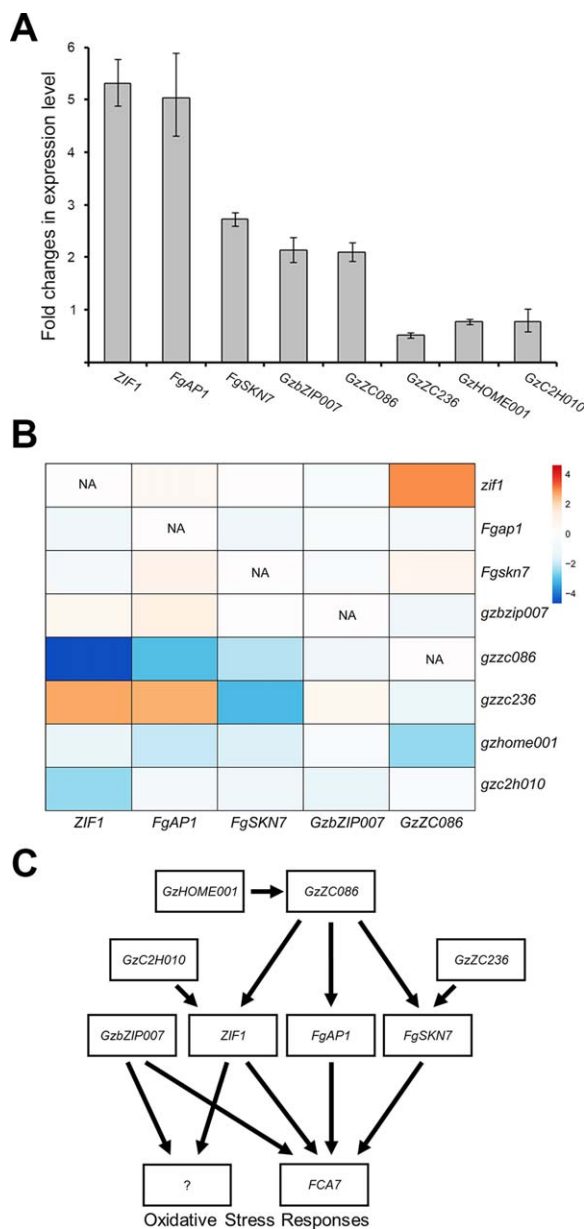 A
Fold changes in expression level
6
5
4
3
2
1
ZIF1
FgAP1
FgSKN7
GzbZIP007
GzZC086
GzZC236
GzHOME001
GzC2H010
B
NA
zif1
NA
Fgap1
NA
Fgskn7
NA
gzbzip007
NA
gzzc086
gzzc236
gzhome001
gzc2h010
4
2
0
−2
−4
ZIF1 FgAP1 FgSKN7 GzbZIP007 GzZC086
C
GzHOME001 GzZC086
GzC2H010 GzZC236
GzbZIP007 ZIF1 FgAP1 FgSKN7
? FCA7
Oxidative Stress Responses